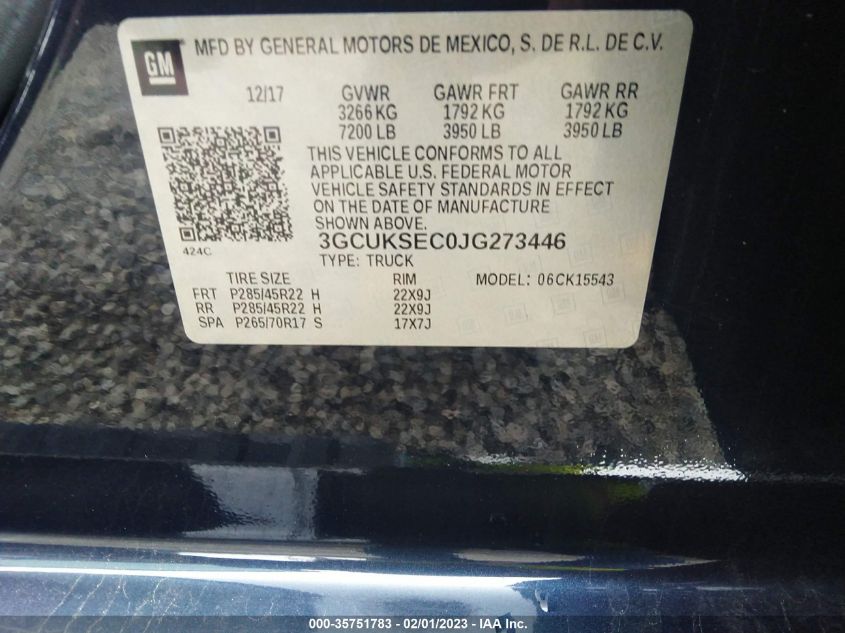 GM
MFD BY GENERAL MOTORS DE MEXICO, S. DE R.L. DE C.V.
12/17 GVWR GAWR FRT GAWR RR
3266 KG 1792 KG 1792 KG
7200 LB 3950 LB 3950 LB
THIS VEHICLE CONFORMS TO ALL
APPLICABLE U.S. FEDERAL MOTOR
VEHICLE SAFETY STANDARDS IN EFFECT
ON THE DATE OF MANUFACTURE
SHOWN ABOVE.
424C
3GCUKSEC0JG273446
TYPE: TRUCK MODEL: 06CK15543
TIRE SIZE RIM
FRT P285/45R22 H 22X9J
RR P285/45R22 H 22X9J
SPA P265/70R17 S 17X7J
000-35751783 - 02/01/2023 - IAA Inc.